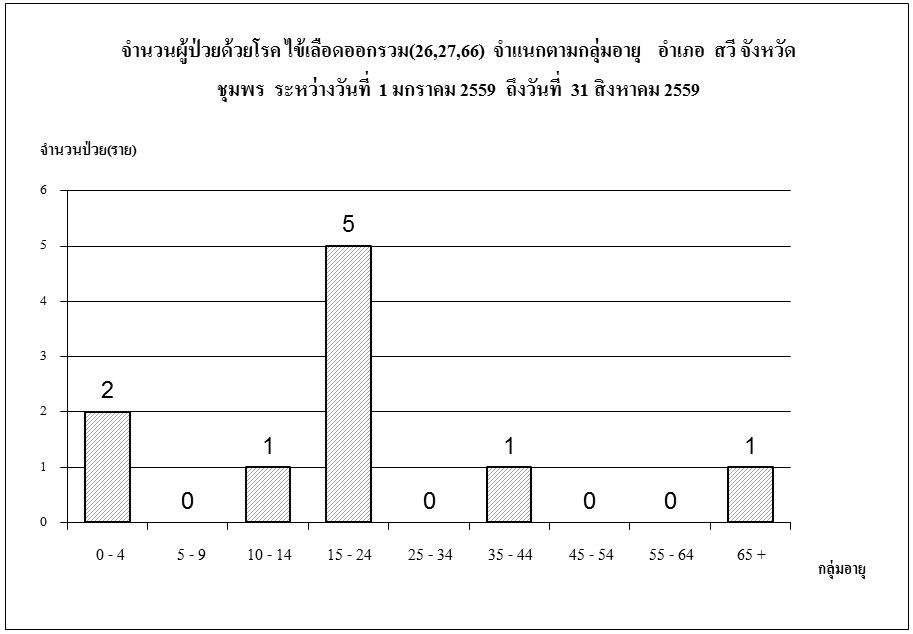 จำนวนผู้ป่วยด้วยโรค ไข้เลือดออกรวม(26,27,66) จำแนกตามกลุ่มอายุ อำเภอ สวี จังหวัด
ชุมพร ระหว่างวันที่ 1 มกราคม 2559 ถึงวันที่ 31 สิงหาคม 2559
จำนวนป่วย(ราย)
6
5
5
4
3
2
2
1 1 1
1
0 0 0 0
0
0 - 4 5 - 9 10 - 14 15 - 24 25 - 34 35 - 44 45 - 54 55 - 64 65 +
กลุ่มอายุ